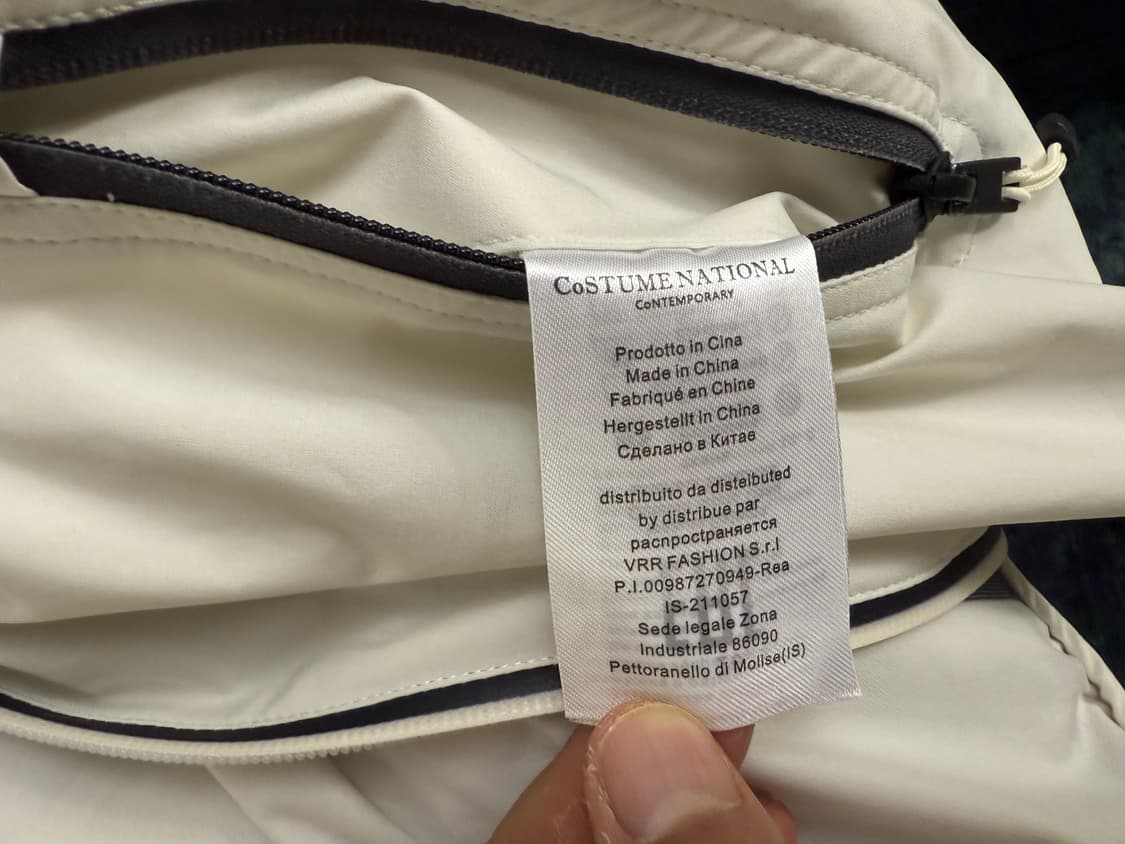 CoSTUME NATIONAL
CoNTEMPORARY
Prodotto in Cina
Made in China
Fabriqué en Chine
Hergestellt in China
Сделано в Китае
distribuito da disteibuted
by distribue par
распространяется
VRR FASHION S.r.l
P.I.00987270949-Rea
IS-211057
Sede legale Zona
Industriale 86090
Pettoranello di Molise(IS)